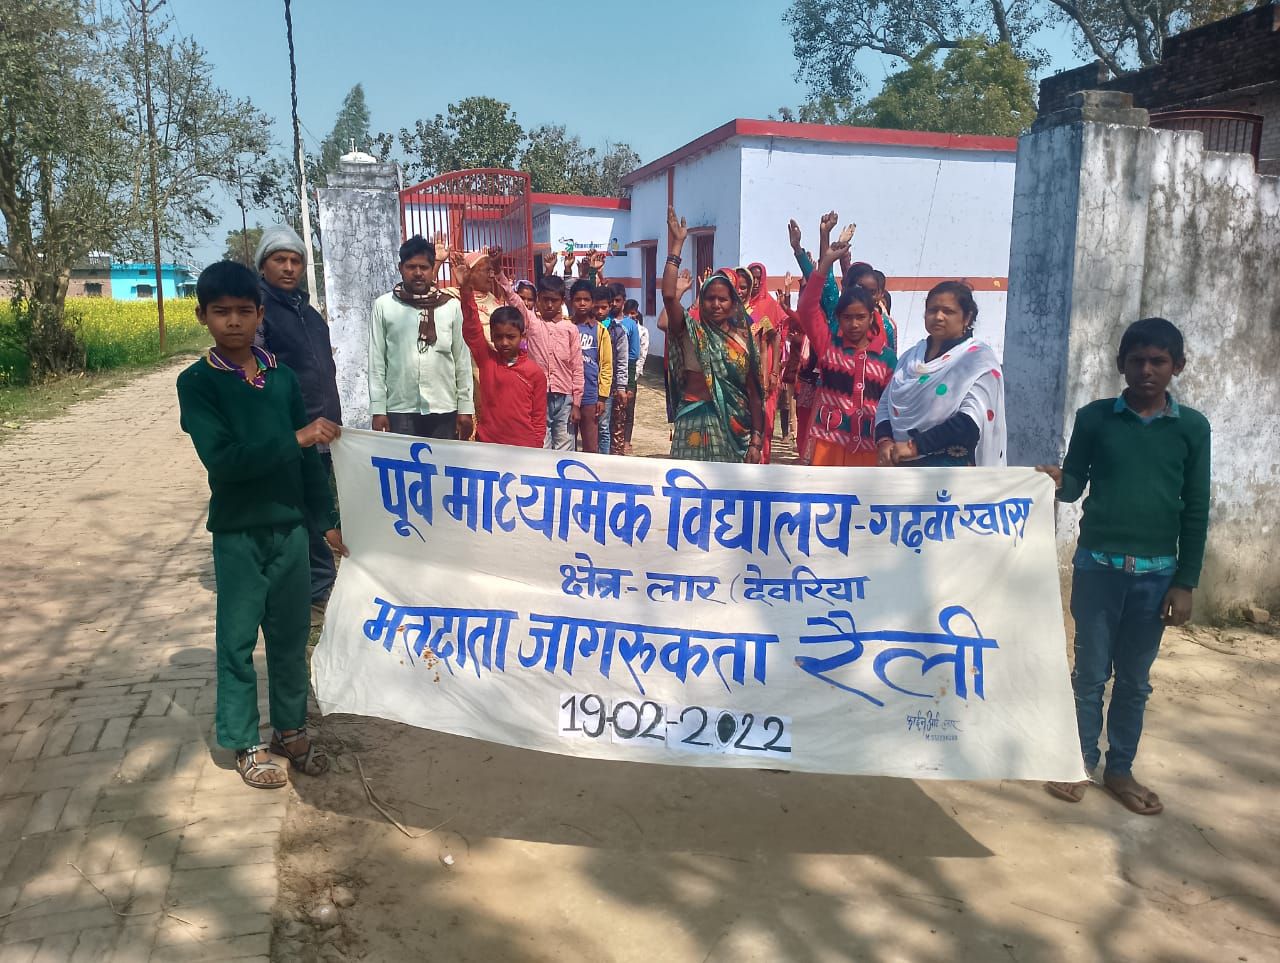 पूर्व माध्यमिक विद्यालय-गढ़वाँ खास
क्षेत्र-लार (देवरिया
मतदाता जागरुकता रैली
19-02-2022